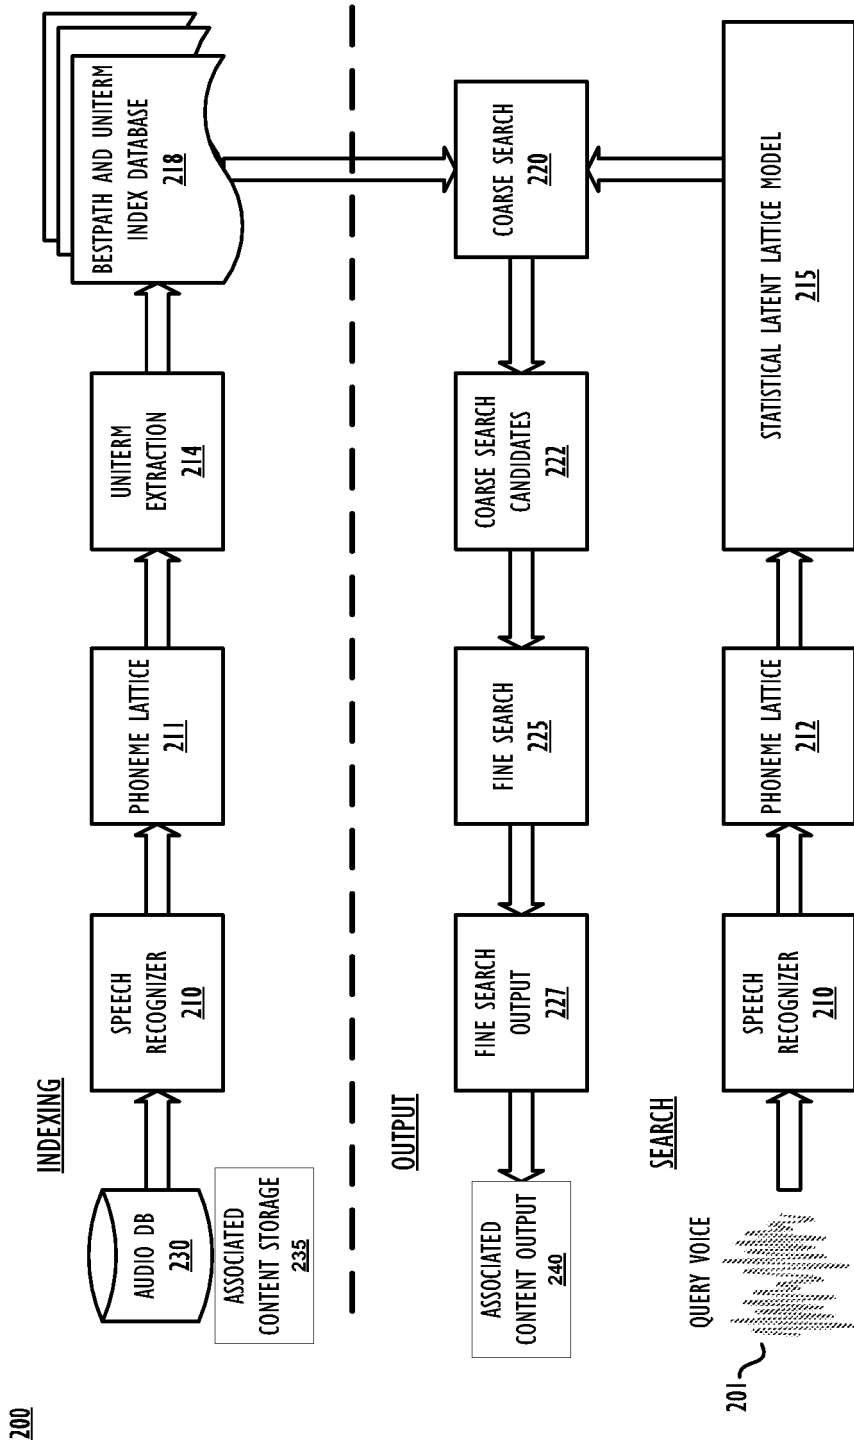 200
INDEXING
AUDIO DB
230
ASSOCIATED
CONTENT STORAGE
235
SPEECH
RECOGNIZER
210
PHONEME LATTICE
211
UNITERM
EXTRACTION
214
BESTPATH AND UNITERM
INDEX DATABASE
218
OUTPUT
ASSOCIATED
CONTENT OUTPUT
240
FINE SEARCH
OUTPUT
227
FINE SEARCH
225
COARSE SEARCH
CANDIDATES
222
COARSE SEARCH
220
SEARCH
QUERY VOICE
201
SPEECH
RECOGNIZER
210
PHONEME LATTICE
212
STATISTICAL LATENT LATTICE MODEL
215